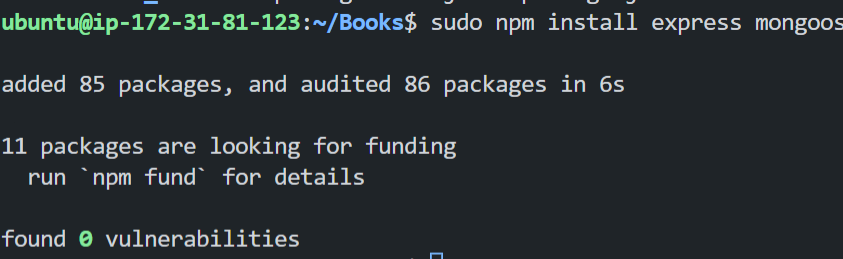 ubuntu@ip-172-31-81-123:~/Books$ sudo npm install express mongoos
added 85 packages, and audited 86 packages in 6s
11 packages are looking for funding
run `npm fund` for details
found 0 vulnerabilities